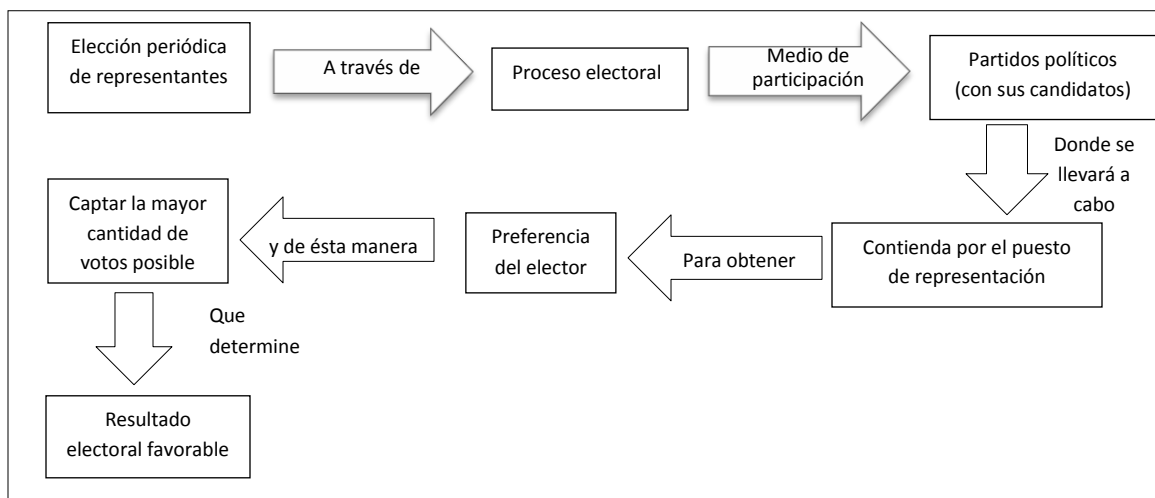 Elección periódica
de representantes
A través de
Proceso electoral
Medio de
participación
Partidos políticos
(con sus candidatos)
Donde se
llevará a
cabo
Contienda por el puesto
de representación
Para obtener
Preferencia
del elector
y de ésta manera
Captar la mayor
cantidad de
votos posible
Que
determine
Resultado
electoral favorable